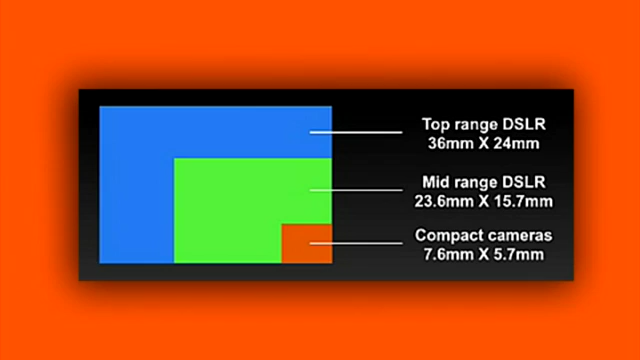 Top range DSLR
36mm X 24mm
Mid range DSLR
23.6mm X 15.7mm
Compact cameras
7.6mm X 5.7mm